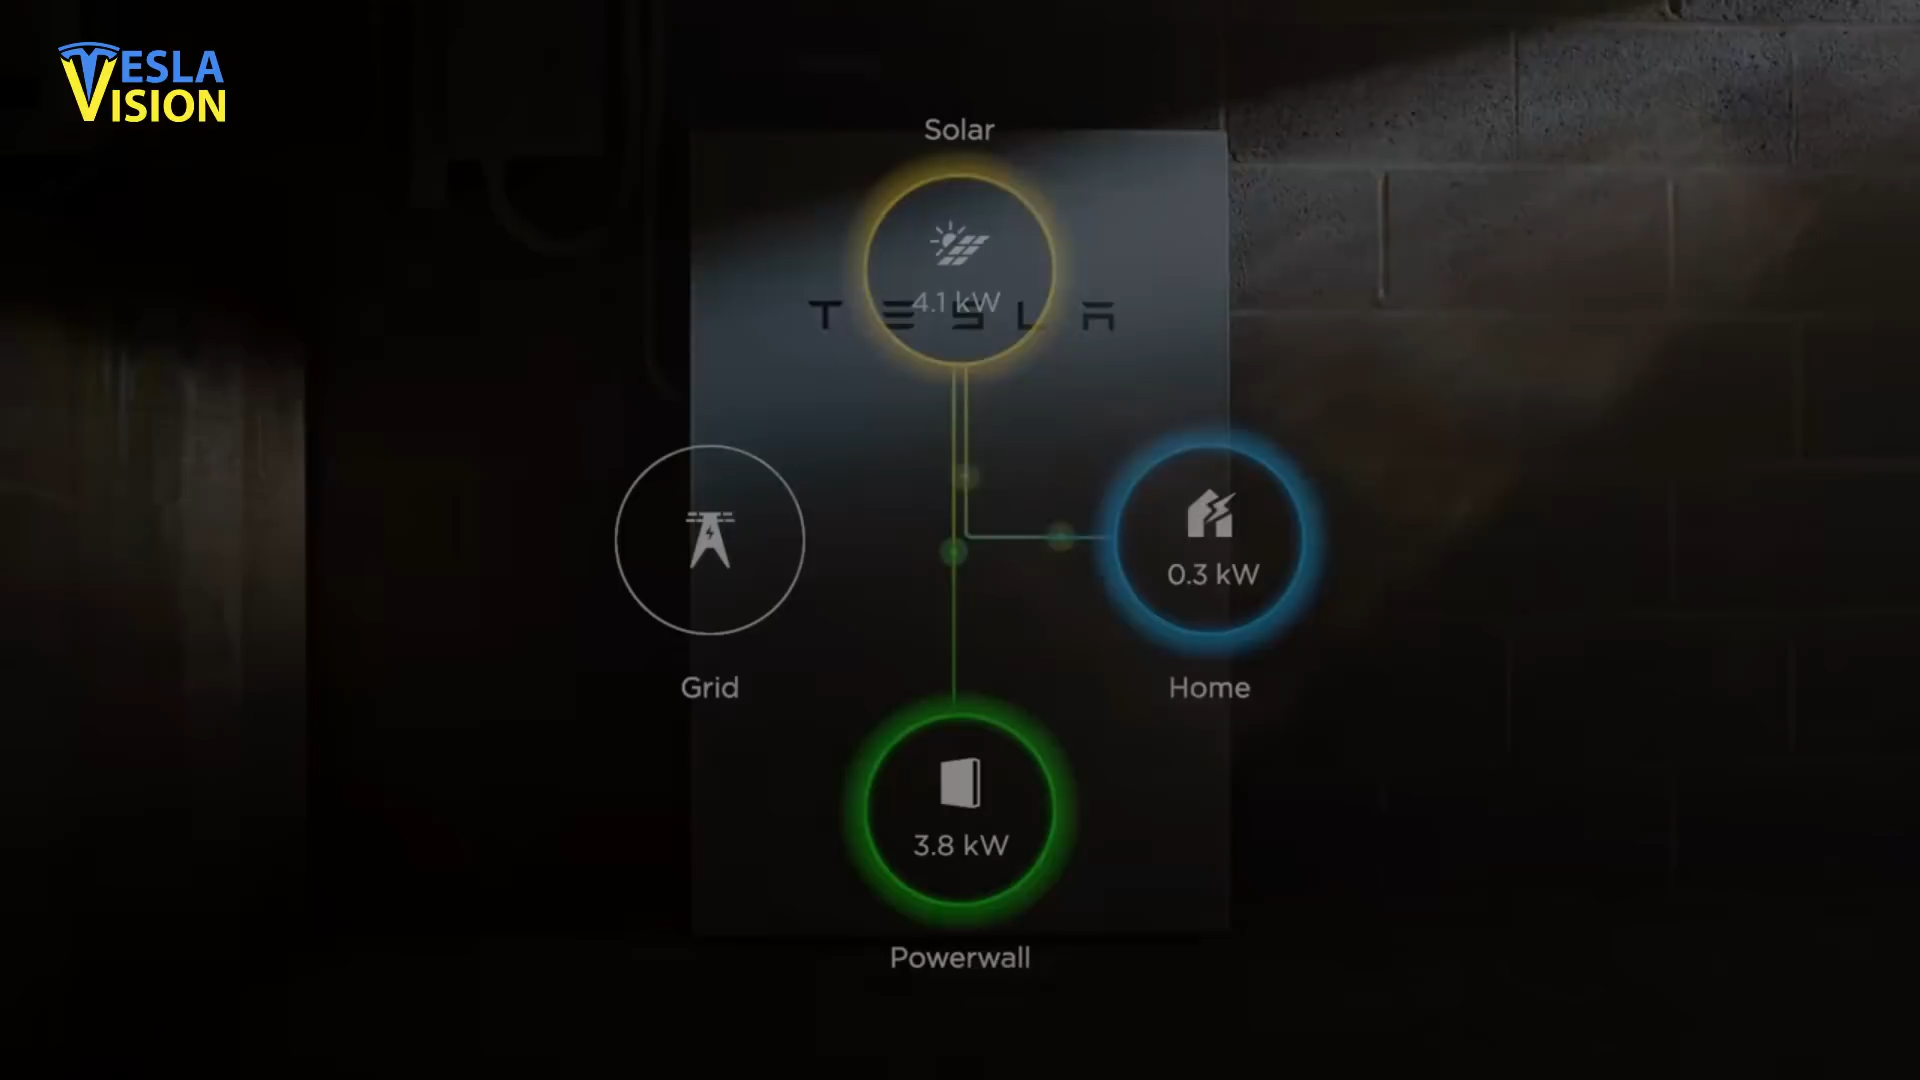 TESLA
VISION
Solar
4.1 kW
TESLA
0.3 kW
Grid
Home
3.8 kW
Powerwall